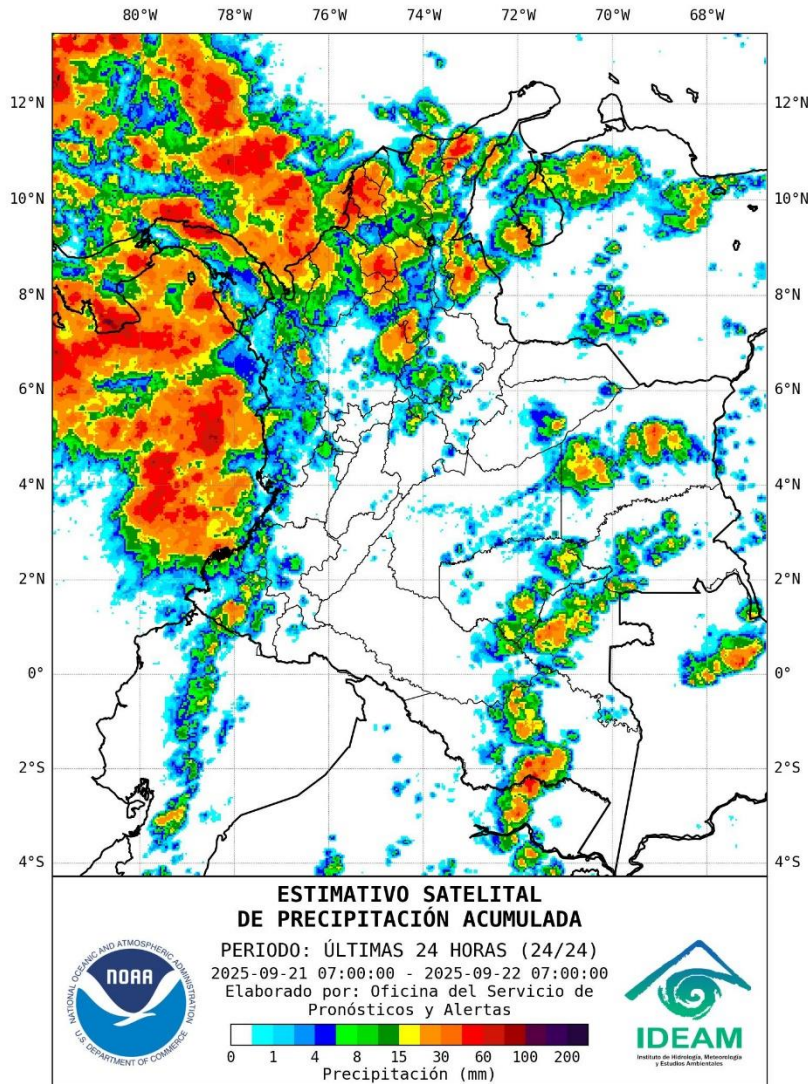 80°W 78°W 76°W 74°W 72°W 70°W 68°W
12°N 12°N
10°N 10°N
8°N 8°N
6°N 6°N
4°N 4°N
2°N 2°N
0° 0°
2°S 2°S
4°S 4°S
ESTIMATIVO SATELITAL
DE PRECIPITACIÓN ACUMULADA
PERIODO: ÚLTIMAS 24 HORAS (24/24)
2025-09-21 07:00:00 - 2025-09-22 07:00:00
Elaborado por: Oficina del Servicio de
Pronósticos y Alertas
0 1 4 8 15 30 60 100 200
Precipitación (mm)
NATIONAL OCEANIC AND ATMOSPHERIC ADMINISTRATION
NOAA
U.S. DEPARTMENT OF COMMERCE
IDEAM
Instituto de Hidrología, Meteorología
y Estudios Ambientales